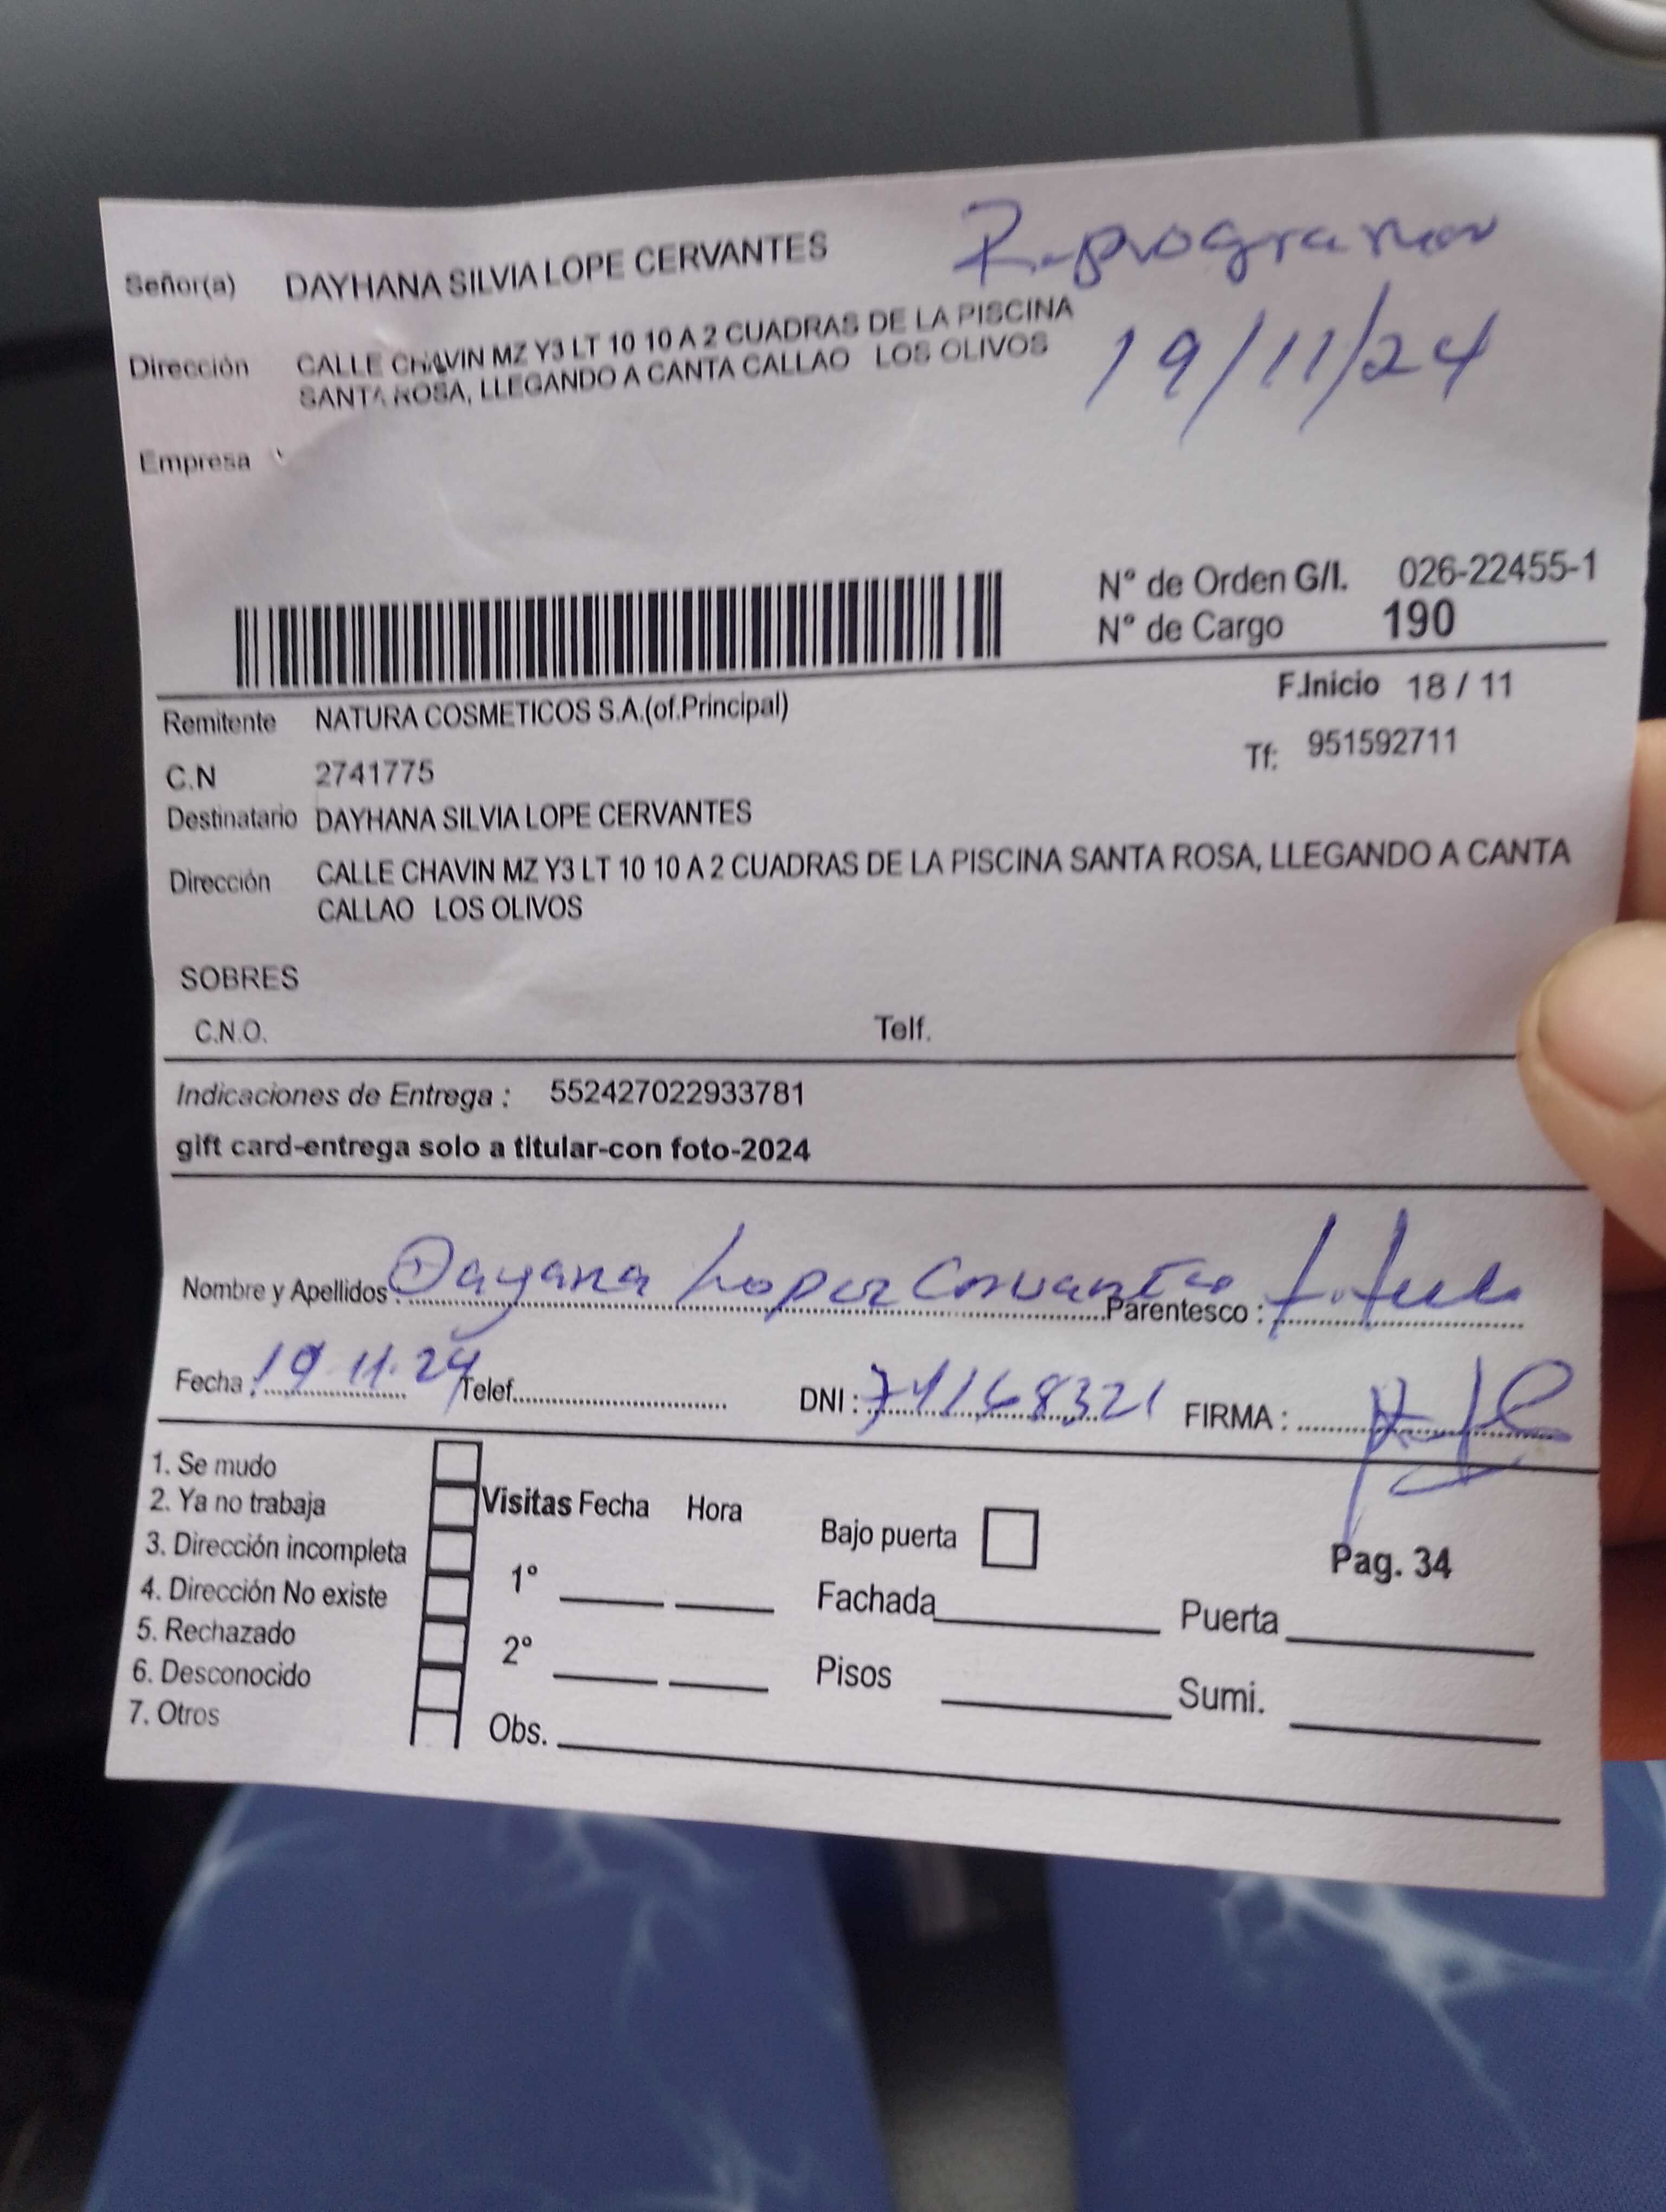 Señor(a) DAYHANA SILVIA LOPE CERVANTES
Reprogramar
19/11/24
Dirección CALLE CHAVIN MZ Y3 LT 10 10 A 2 CUADRAS DE LA PISCINA
SANTA ROSA, LLEGANDO A CANTA CALLAO LOS OLIVOS
Empresa
N° de Orden G/I. 026-22455-1
N° de Cargo 190
F.Inicio 18 / 11
Remitente NATURA COSMETICOS S.A.(of.Principal)
Tf: 951592711
C.N 2741775
Destinatario DAYHANA SILVIA LOPE CERVANTES
Dirección CALLE CHAVIN MZ Y3 LT 10 10 A 2 CUADRAS DE LA PISCINA SANTA ROSA, LLEGANDO A CANTA
CALLAO LOS OLIVOS
SOBRES
C.N.O. Telf.
Indicaciones de Entrega : 552427022933781
gift card-entrega solo a titular-con foto-2024
Nombre y Apellidos : Dayana Lopez Cervantes Parentesco : titular
Fecha : 19.11.24 Telef. DNI : 74168321 FIRMA :
1. Se mudo
2. Ya no trabaja
3. Dirección incompleta
4. Dirección No existe
5. Rechazado
6. Desconocido
7. Otros
Visitas Fecha Hora
1°
2°
Obs.
Bajo puerta
Fachada Puerta
Pisos Sumi.
Pag. 34